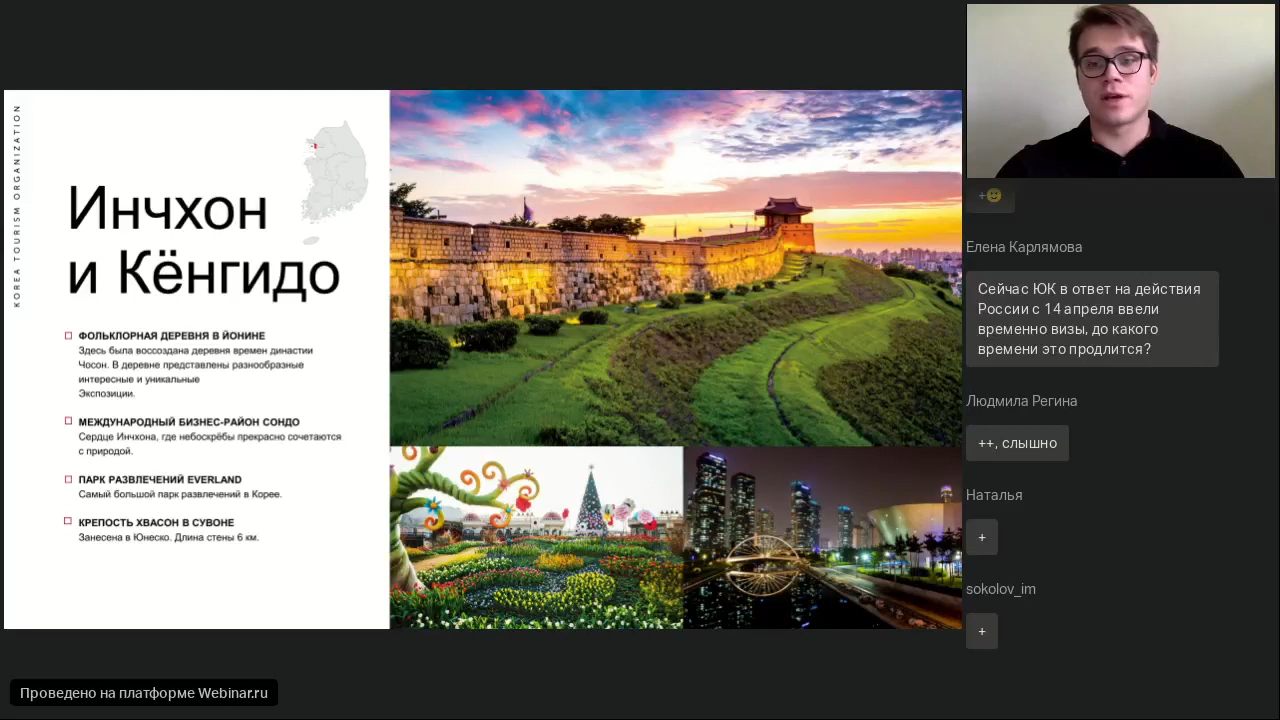 KOREA TOURISM ORGANIZATION
Инчхон
и Кёнгидо
ФОЛЬКЛОРНАЯ ДЕРЕВНЯ В ЙОНИНЕ
Здесь была воссоздана деревня времен династии
Чосон. В деревне представлены разнообразные
интересные и уникальные
Экспозиции.
МЕЖДУНАРОДНЫЙ БИЗНЕС-РАЙОН СОНДО
Сердце Инчхона, где небоскрёбы прекрасно сочетаются
с природой.
ПАРК РАЗВЛЕЧЕНИЙ EVERLAND
Самый большой парк развлечений в Корее.
КРЕПОСТЬ ХВАСОН В СУВОНЕ
Занесена в Юнеско. Длина стены 6 км.
+🙂
Елена Карлямова
Сейчас ЮК в ответ на действия
России с 14 апреля ввели
временно визы, до какого
времени это продлится?
Людмила Регина
++, слышно
Наталья
+
sokolov_im
+
Проведено на платформе Webinar.ru